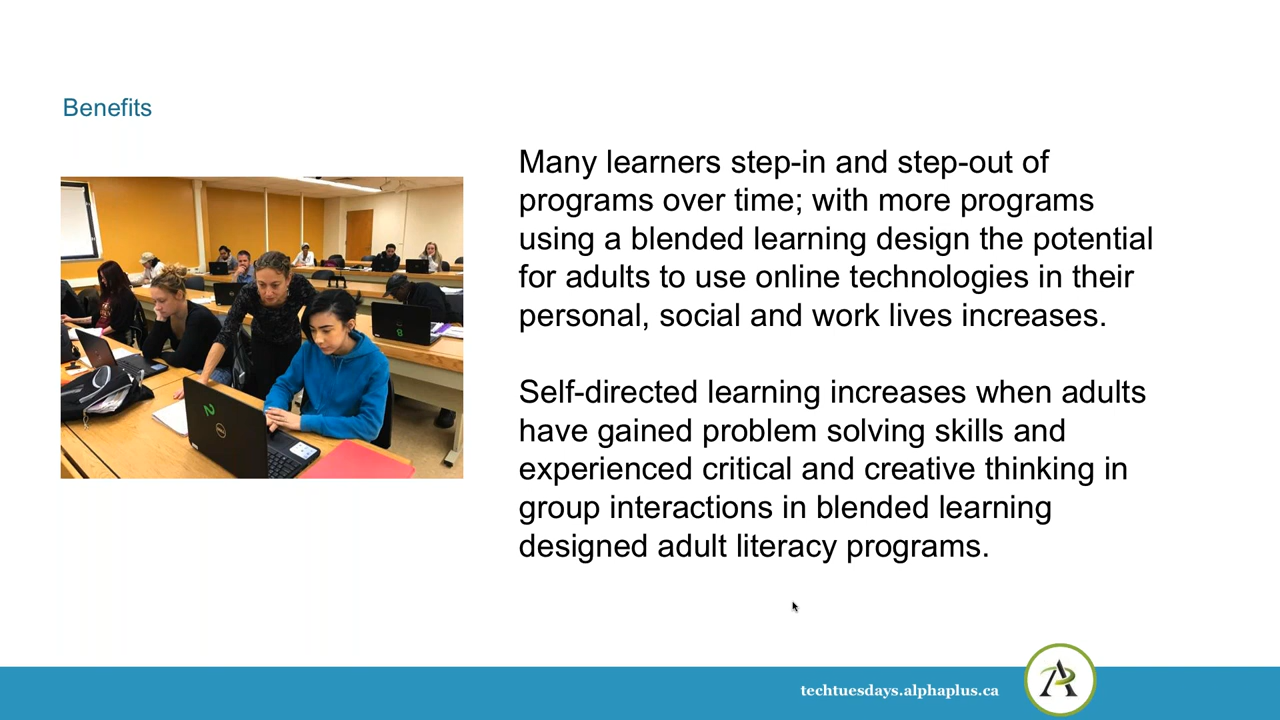 Benefits
Many learners step-in and step-out of
programs over time; with more programs
using a blended learning design the potential
for adults to use online technologies in their
personal, social and work lives increases.
Self-directed learning increases when adults
have gained problem solving skills and
experienced critical and creative thinking in
group interactions in blended learning
designed adult literacy programs.
2
8
DELL
techtuesdays.alphaplus.ca